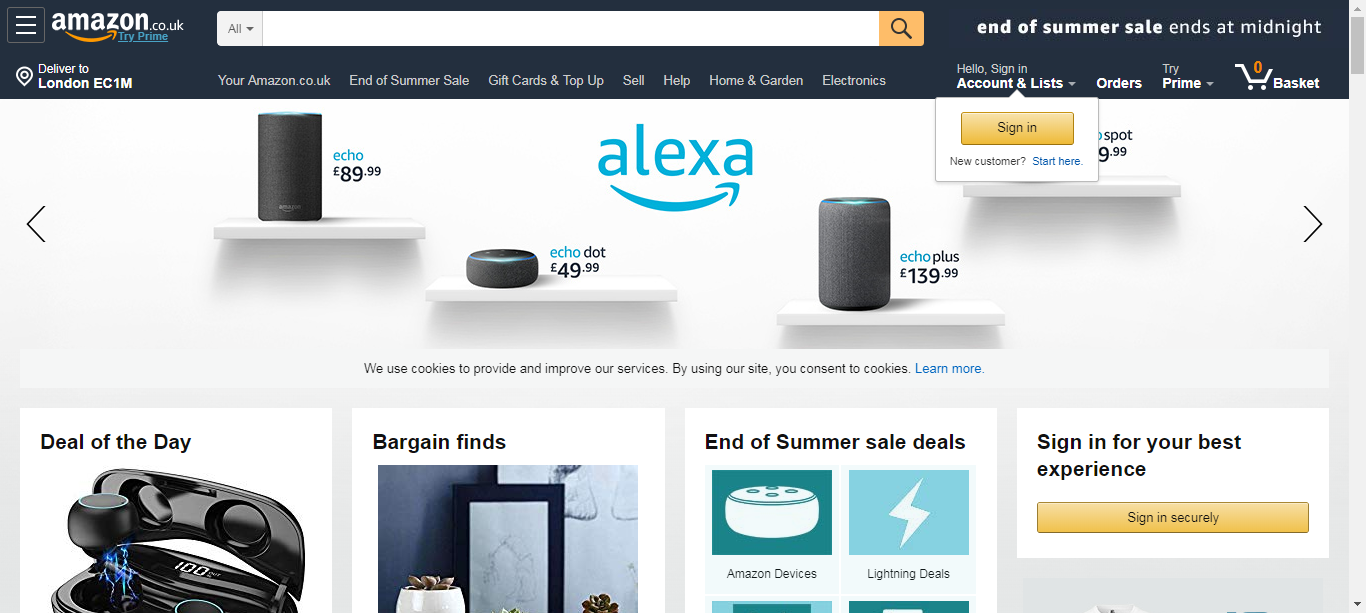 amazon.co.uk
Try Prime
All
end of summer sale ends at midnight
Deliver to
London EC1M
Your Amazon.co.uk
End of Summer Sale
Gift Cards & Top Up
Sell
Help
Home & Garden
Electronics
Hello, Sign in
Account & Lists
Orders
Try
Prime
0
Basket
Sign in
New customer? Start here.
alexa
echo
£89.99
amazon
echo dot
£49.99
echo plus
£139.99
spot
9.99
We use cookies to provide and improve our services. By using our site, you consent to cookies. Learn more.
Deal of the Day
100
Bargain finds
End of Summer sale deals
Amazon Devices
Lightning Deals
Sign in for your best
experience
Sign in securely